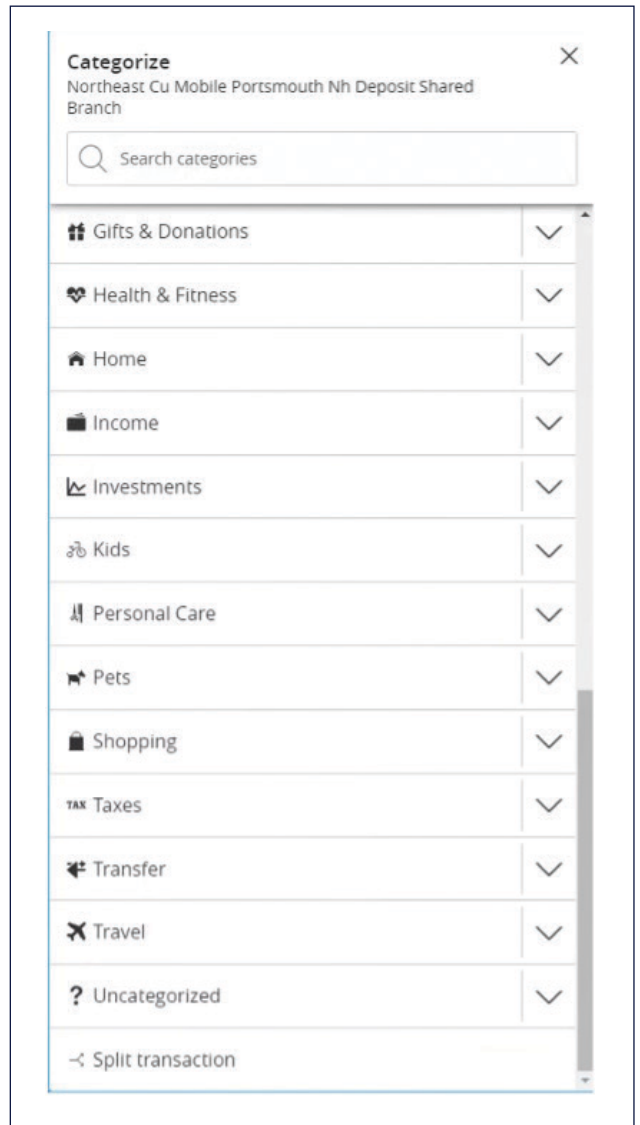 Categorize
Northeast Cu Mobile Portsmouth Nh Deposit Shared
Branch
Search categories
Gifts & Donations
Health & Fitness
Home
Income
Investments
Kids
Personal Care
Pets
Shopping
TAX Taxes
Transfer
Travel
? Uncategorized
Split transaction